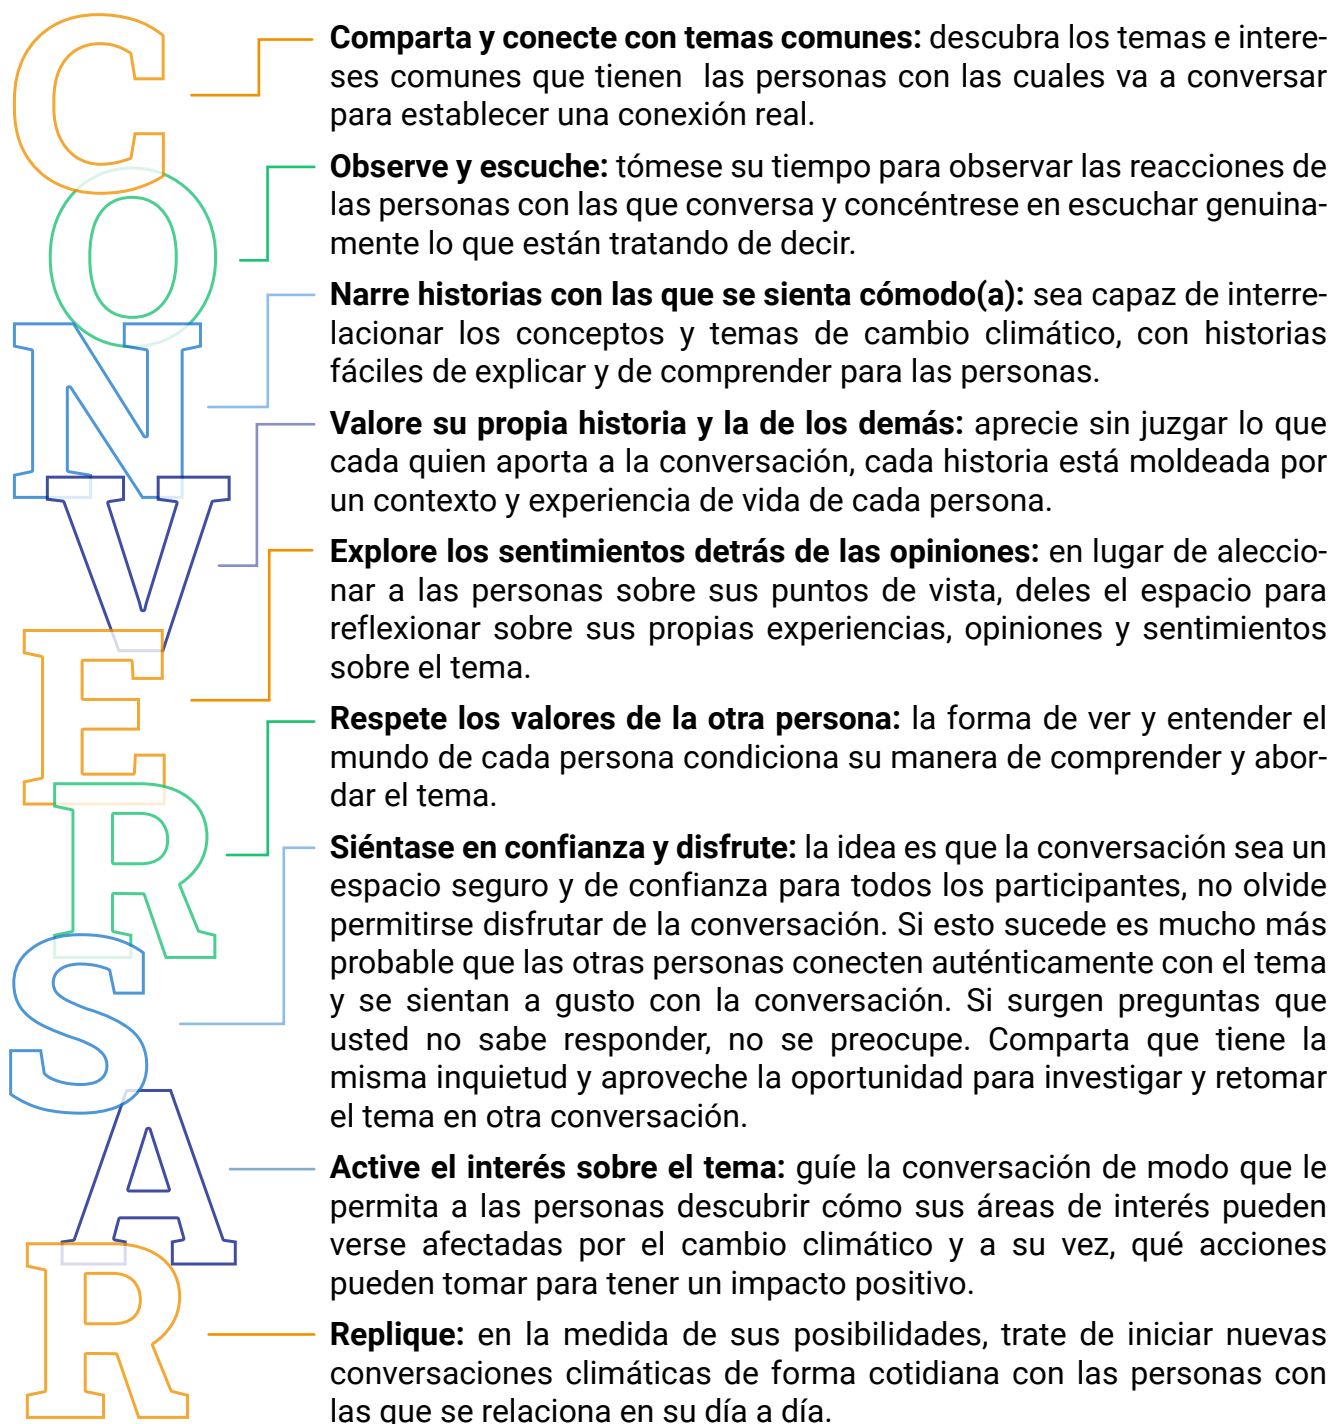 C
O
N
V
E
R
S
A
R
Comparta y conecte con temas comunes: descubra los temas e intere-
ses comunes que tienen las personas con las cuales va a conversar
para establecer una conexión real.
Observe y escuche: tómese su tiempo para observar las reacciones de
las personas con las que conversa y concéntrese en escuchar genuina-
mente lo que están tratando de decir.
Narre historias con las que se sienta cómodo(a): sea capaz de interre-
lacionar los conceptos y temas de cambio climático, con historias
fáciles de explicar y de comprender para las personas.
Valore su propia historia y la de los demás: aprecie sin juzgar lo que
cada quien aporta a la conversación, cada historia está moldeada por
un contexto y experiencia de vida de cada persona.
Explore los sentimientos detrás de las opiniones: en lugar de aleccio-
nar a las personas sobre sus puntos de vista, deles el espacio para
reflexionar sobre sus propias experiencias, opiniones y sentimientos
sobre el tema.
Respete los valores de la otra persona: la forma de ver y entender el
mundo de cada persona condiciona su manera de comprender y abor-
dar el tema.
Siéntase en confianza y disfrute: la idea es que la conversación sea un
espacio seguro y de confianza para todos los participantes, no olvide
permitirse disfrutar de la conversación. Si esto sucede es mucho más
probable que las otras personas conecten auténticamente con el tema
y se sientan a gusto con la conversación. Si surgen preguntas que
usted no sabe responder, no se preocupe. Comparta que tiene la
misma inquietud y aproveche la oportunidad para investigar y retomar
el tema en otra conversación.
Active el interés sobre el tema: guíe la conversación de modo que le
permita a las personas descubrir cómo sus áreas de interés pueden
verse afectadas por el cambio climático y a su vez, qué acciones
pueden tomar para tener un impacto positivo.
Replique: en la medida de sus posibilidades, trate de iniciar nuevas
conversaciones climáticas de forma cotidiana con las personas con
las que se relaciona en su día a día.